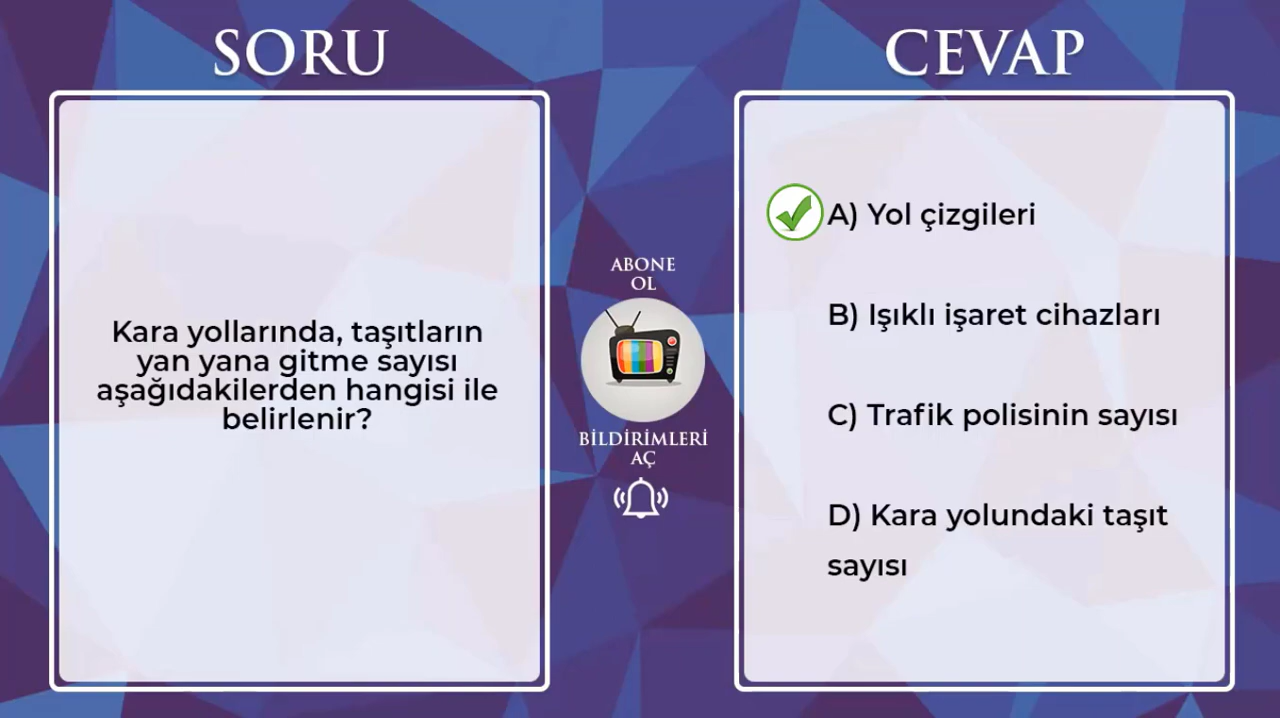 SORU
Kara yollarında, taşıtların
yan yana gitme sayısı
aşağıdakilerden hangisi ile
belirlenir?
ABONE
OL
BİLDİRİMLERİ
AÇ
CEVAP
A) Yol çizgileri
B) Işıklı işaret cihazları
C) Trafik polisinin sayısı
D) Kara yolundaki taşıt
sayısı